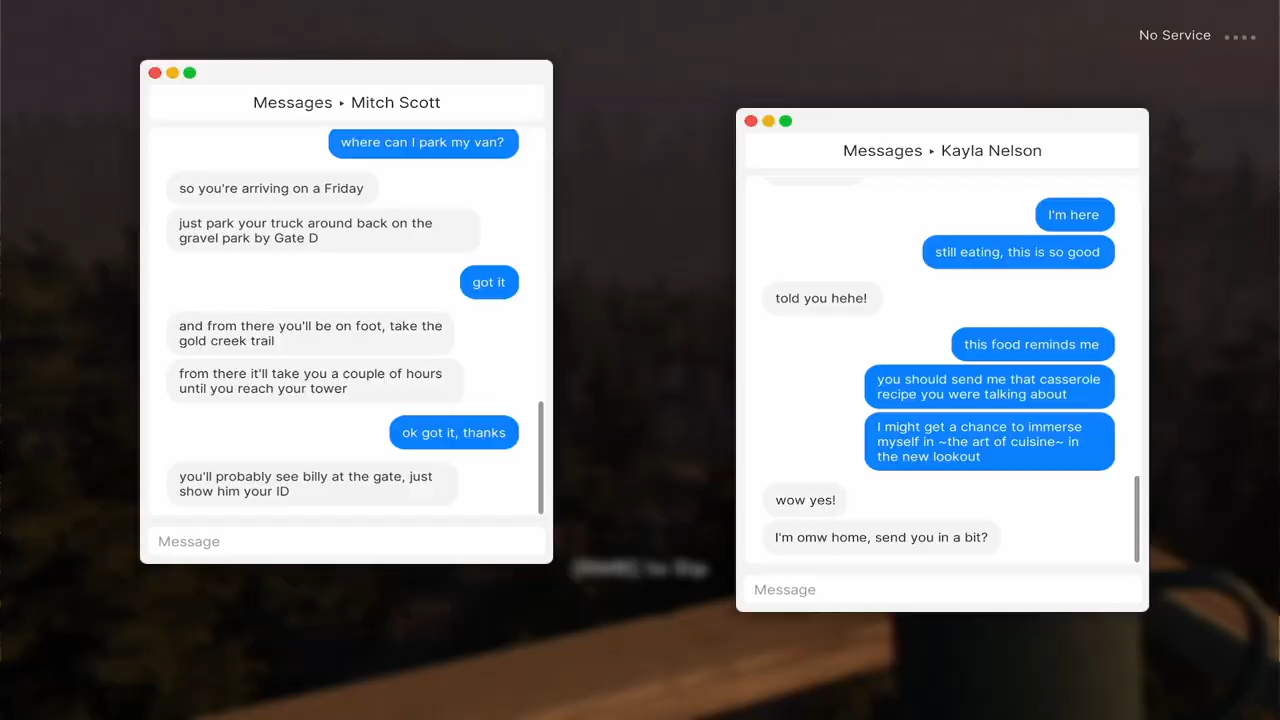 No Service
Messages ▸ Mitch Scott
where can I park my van?
so you're arriving on a Friday
just park your truck around back on the
gravel park by Gate D
got it
and from there you'll be on foot, take the
gold creek trail
from there it'll take you a couple of hours
until you reach your tower
ok got it, thanks
you'll probably see billy at the gate, just
show him your ID
Message
Messages ▸ Kayla Nelson
I'm here
still eating, this is so good
told you hehe!
this food reminds me
you should send me that casserole
recipe you were talking about
I might get a chance to immerse
myself in ~the art of cuisine~ in
the new lookout
wow yes!
I'm omw home, send you in a bit?
Message